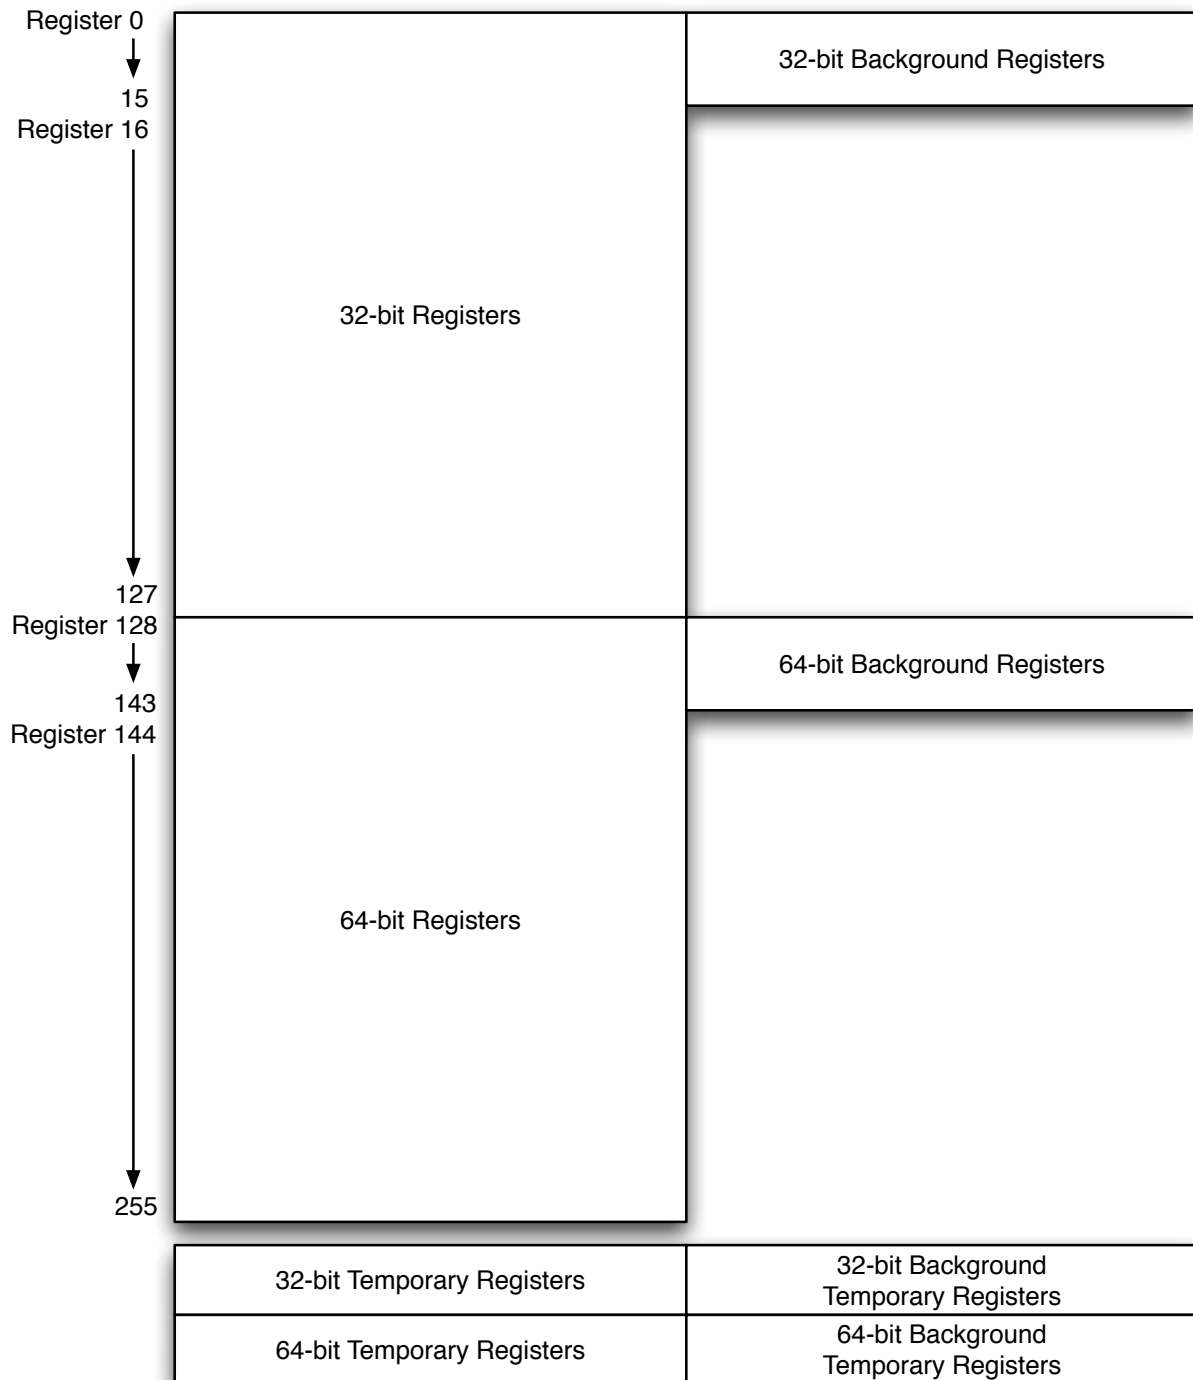 Register 0
32-bit Background Registers
15
Register 16
32-bit Registers
127
Register 128
64-bit Background Registers
143
Register 144
64-bit Registers
255
32-bit Temporary Registers
32-bit Background
Temporary Registers
64-bit Temporary Registers
64-bit Background
Temporary Registers